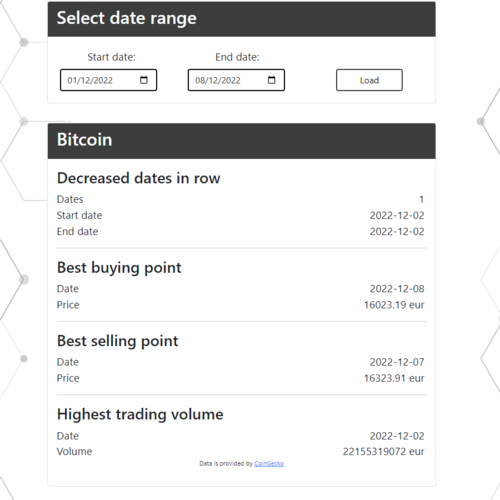 Select date range
Start date: End date:
01/12/2022 08/12/2022 Load
Bitcoin
Decreased dates in row
Dates 1
Start date 2022-12-02
End date 2022-12-02
Best buying point
Date 2022-12-08
Price 16023.19 eur
Best selling point
Date 2022-12-07
Price 16323.91 eur
Highest trading volume
Date 2022-12-02
Volume 22155319072 eur
Data is provided by CoinGecko